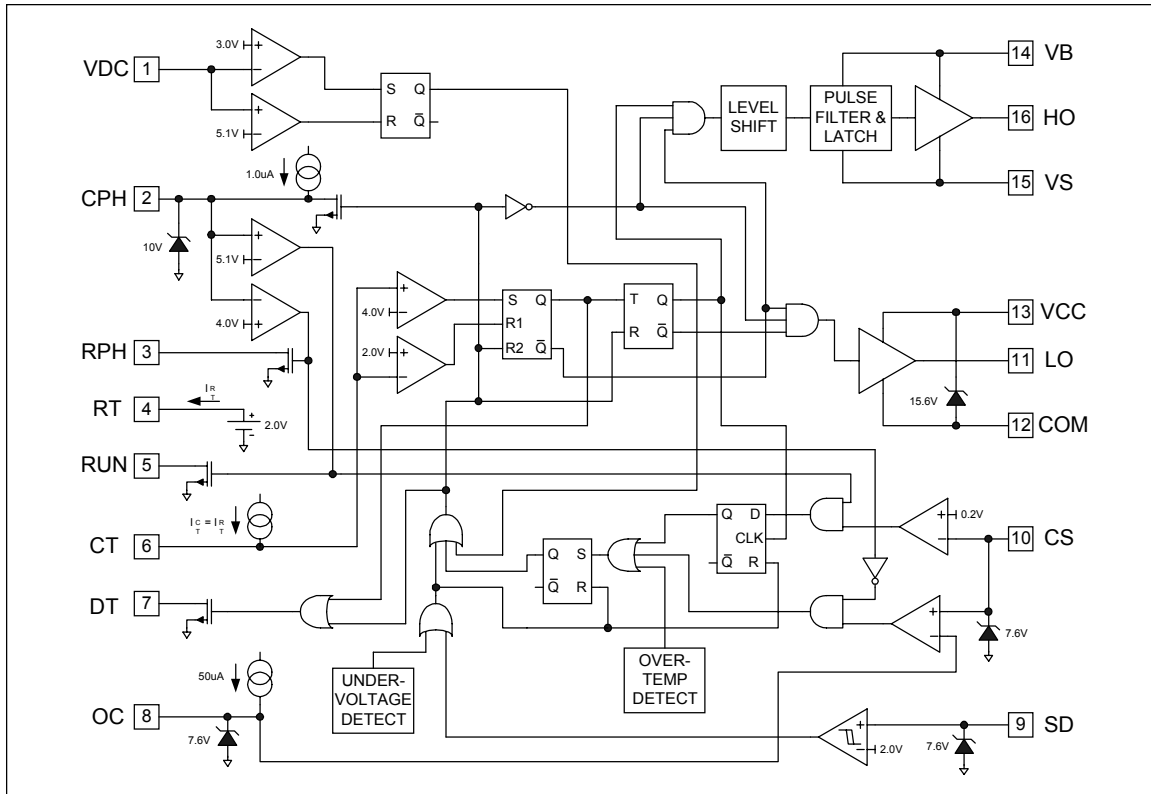 VDC 1
3.0V
5.1V
S Q
R Q̅
LEVEL SHIFT
PULSE FILTER & LATCH
14 VB
16 HO
15 VS
CPH 2
1.0uA
10V
5.1V
4.0V
4.0V
2.0V
S Q
R1
R2 Q̅
T Q
R Q̅
13 VCC
11 LO
15.6V
12 COM
RPH 3
RT 4
I R T
+
-
2.0V
RUN 5
CT 6
I C T = I R T
DT 7
Q S
Q̅ R
Q D
CLK
Q̅ R
0.2V
10 CS
7.6V
UNDER-
VOLTAGE
DETECT
OVER-
TEMP
DETECT
50uA
OC 8
7.6V
2.0V
7.6V
9 SD